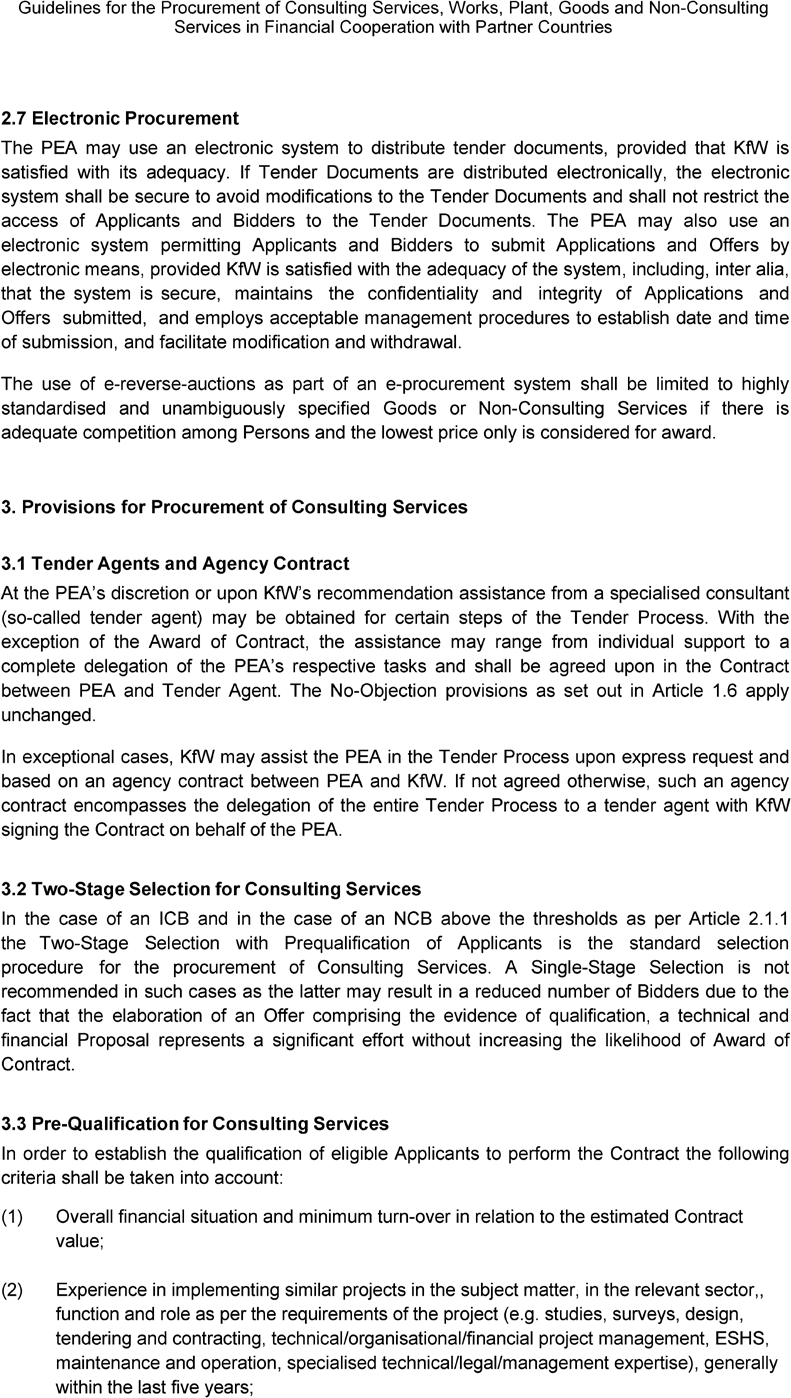 Guidelines for the Procurement of Consulting Services, Works, Plant, Goods and Non-Consulting
Services in Financial Cooperation with Partner Countries
2.7 Electronic Procurement
The PEA may use an electronic system to distribute tender documents, provided that KfW is
satisfied with its adequacy. If Tender Documents are distributed electronically, the electronic
system shall be secure to avoid modifications to the Tender Documents and shall not restrict the
access of Applicants and Bidders to the Tender Documents. The PEA may also use an
electronic system permitting Applicants and Bidders to submit Applications and Offers by
electronic means, provided KfW is satisfied with the adequacy of the system, including, inter alia,
that the system is secure, maintains the confidentiality and integrity of Applications and
Offers submitted, and employs acceptable management procedures to establish date and time
of submission, and facilitate modification and withdrawal.
The use of e-reverse-auctions as part of an e-procurement system shall be limited to highly
standardised and unambiguously specified Goods or Non-Consulting Services if there is
adequate competition among Persons and the lowest price only is considered for award.
3. Provisions for Procurement of Consulting Services
3.1 Tender Agents and Agency Contract
At the PEA's discretion or upon KfW's recommendation assistance from a specialised consultant
(so-called tender agent) may be obtained for certain steps of the Tender Process. With the
exception of the Award of Contract, the assistance may range from individual support to a
complete delegation of the PEA's respective tasks and shall be agreed upon in the Contract
between PEA and Tender Agent. The No-Objection provisions as set out in Article 1.6 apply
unchanged.
In exceptional cases, KfW may assist the PEA in the Tender Process upon express request and
based on an agency contract between PEA and KfW. If not agreed otherwise, such an agency
contract encompasses the delegation of the entire Tender Process to a tender agent with KfW
signing the Contract on behalf of the PEA.
3.2 Two-Stage Selection for Consulting Services
In the case of an ICB and in the case of an NCB above the thresholds as per Article 2.1.1
the Two-Stage Selection with Prequalification of Applicants is the standard selection
procedure for the procurement of Consulting Services. A Single-Stage Selection is not
recommended in such cases as the latter may result in a reduced number of Bidders due to the
fact that the elaboration of an Offer comprising the evidence of qualification, a technical and
financial Proposal represents a significant effort without increasing the likelihood of Award of
Contract.
3.3 Pre-Qualification for Consulting Services
In order to establish the qualification of eligible Applicants to perform the Contract the following
criteria shall be taken into account:
(1) Overall financial situation and minimum turn-over in relation to the estimated Contract
value;
(2) Experience in implementing similar projects in the subject matter, in the relevant sector,,
function and role as per the requirements of the project (e.g. studies, surveys, design,
tendering and contracting, technical/organisational/financial project management, ESHS,
maintenance and operation, specialised technical/legal/management expertise), generally
within the last five years;